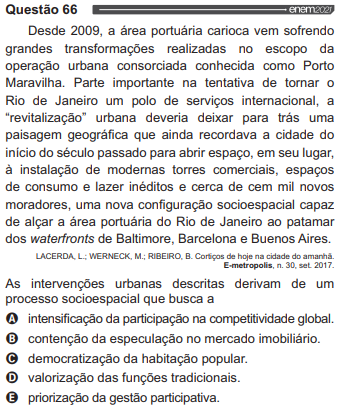 Questão 66 enem2021
Desde 2009, a área portuária carioca vem sofrendo
grandes transformações realizadas no escopo da
operação urbana consorciada conhecida como Porto
Maravilha. Parte importante na tentativa de tornar o
Rio de Janeiro um polo de serviços internacional, a
“revitalização” urbana deveria deixar para trás uma
paisagem geográfica que ainda recordava a cidade do
início do século passado para abrir espaço, em seu lugar,
à instalação de modernas torres comerciais, espaços
de consumo e lazer inéditos e cerca de cem mil novos
moradores, uma nova configuração socioespacial capaz
de alçar a área portuária do Rio de Janeiro ao patamar
dos waterfronts de Baltimore, Barcelona e Buenos Aires.
LACERDA, L.; WERNECK, M.; RIBEIRO, B. Cortiços de hoje na cidade do amanhã.
E-metropolis, n. 30, set. 2017.
As intervenções urbanas descritas derivam de um
processo socioespacial que busca a
A intensificação da participação na competitividade global.
B contenção da especulação no mercado imobiliário.
C democratização da habitação popular.
D valorização das funções tradicionais.
E priorização da gestão participativa.